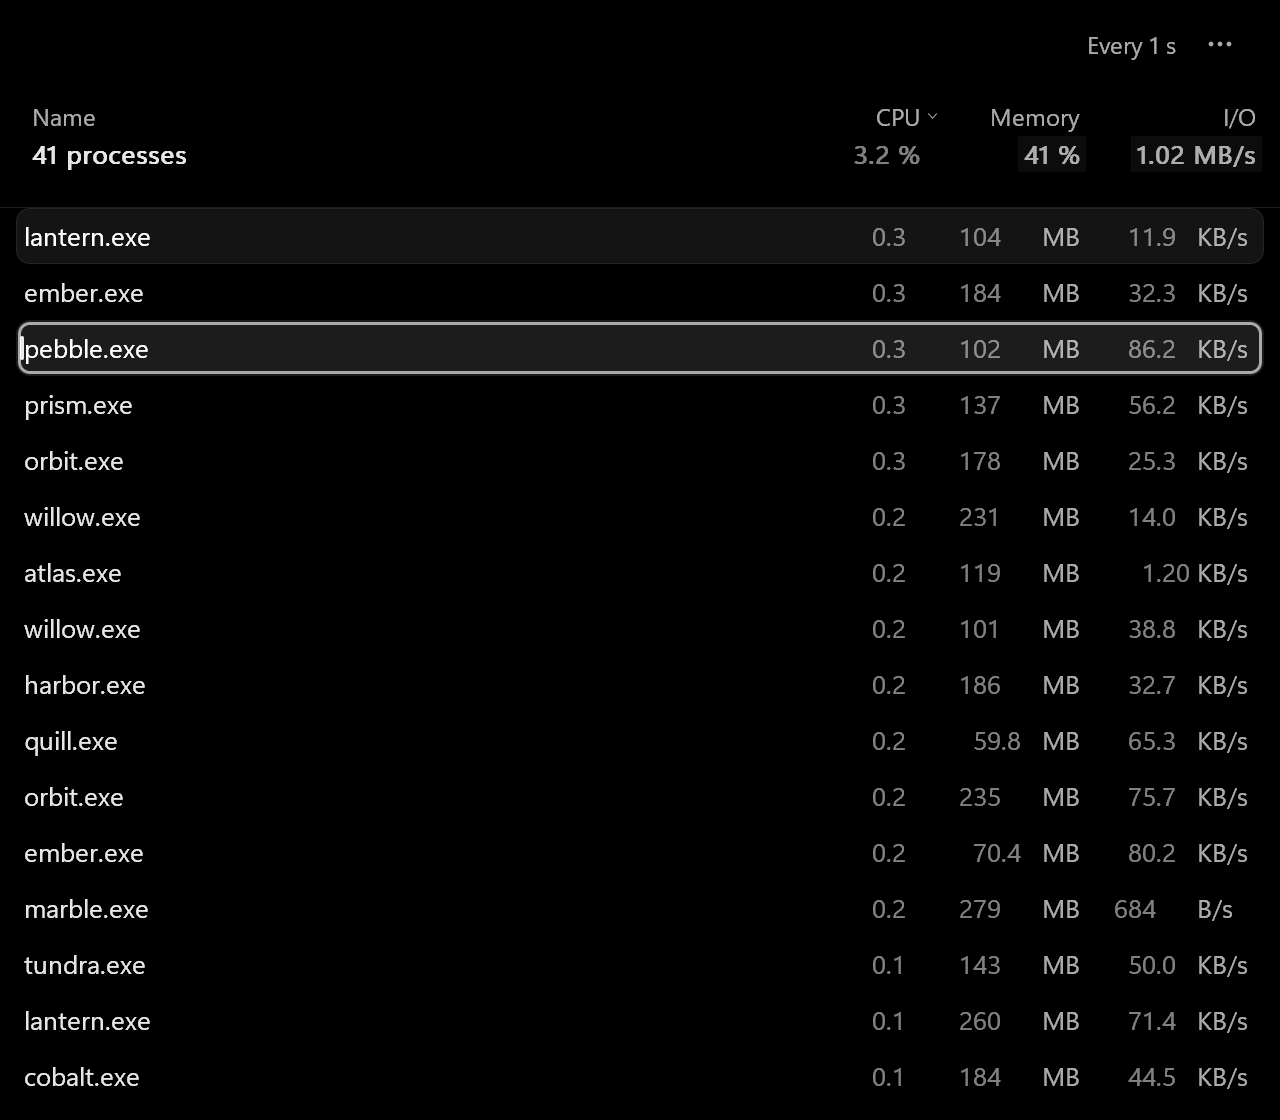 Every 1 s ···
Name CPU Memory I/O
41 processes 3.2 % 41 % 1.02 MB/s
lantern.exe 0.3 104 MB 11.9 KB/s
ember.exe 0.3 184 MB 32.3 KB/s
pebble.exe 0.3 102 MB 86.2 KB/s
prism.exe 0.3 137 MB 56.2 KB/s
orbit.exe 0.3 178 MB 25.3 KB/s
willow.exe 0.2 231 MB 14.0 KB/s
atlas.exe 0.2 119 MB 1.20 KB/s
willow.exe 0.2 101 MB 38.8 KB/s
harbor.exe 0.2 186 MB 32.7 KB/s
quill.exe 0.2 59.8 MB 65.3 KB/s
orbit.exe 0.2 235 MB 75.7 KB/s
ember.exe 0.2 70.4 MB 80.2 KB/s
marble.exe 0.2 279 MB 684 B/s
tundra.exe 0.1 143 MB 50.0 KB/s
lantern.exe 0.1 260 MB 71.4 KB/s
cobalt.exe 0.1 184 MB 44.5 KB/s